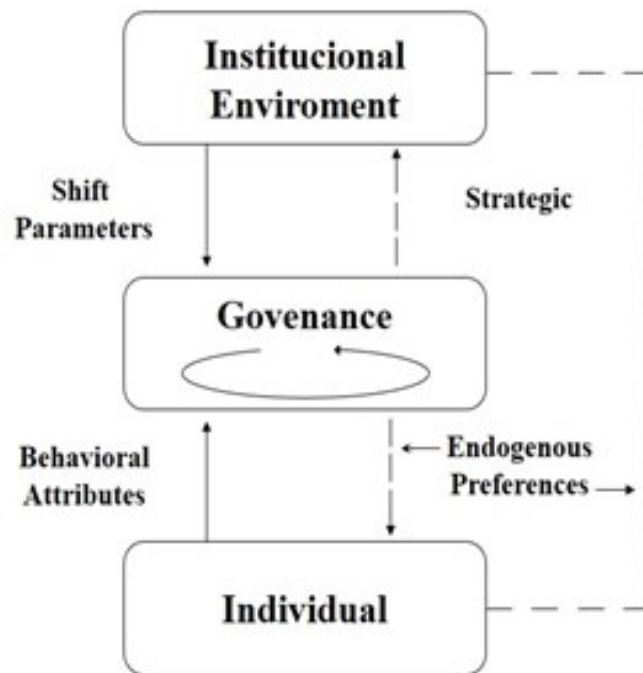 Institucional
Enviroment
Shift
Parameters
Strategic
Govenance
Behavioral
Attributes
Endogenous
Preferences
Individual